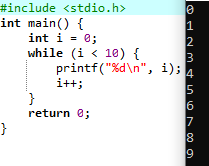 #include <stdio.h>
int main() {
    int i = 0;
    while (i < 10) {
        printf("%d\n", i);
        i++;
    }
    return 0;
}
0
1
2
3
4
5
6
7
8
9